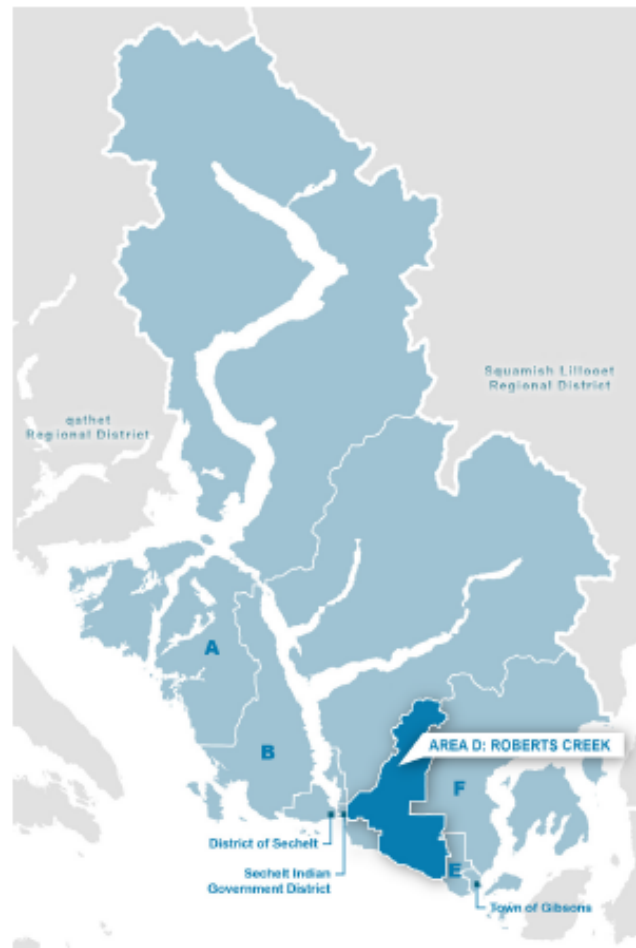 Squamish Lillooet
Regional District
qathet
Regional District
A
B
AREA D: ROBERTS CREEK
F
District of Sechelt
Sechelt Indian
Government District
E
Town of Gibsons